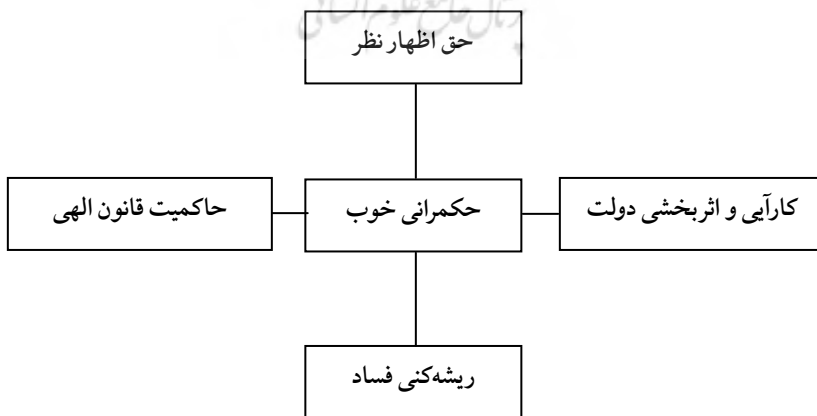 حق اظهار نظر
کارآیی و اثربخشی دولت
حکمرانی خوب
حاکمیت قانون الهی
ریشه‌کنی فساد